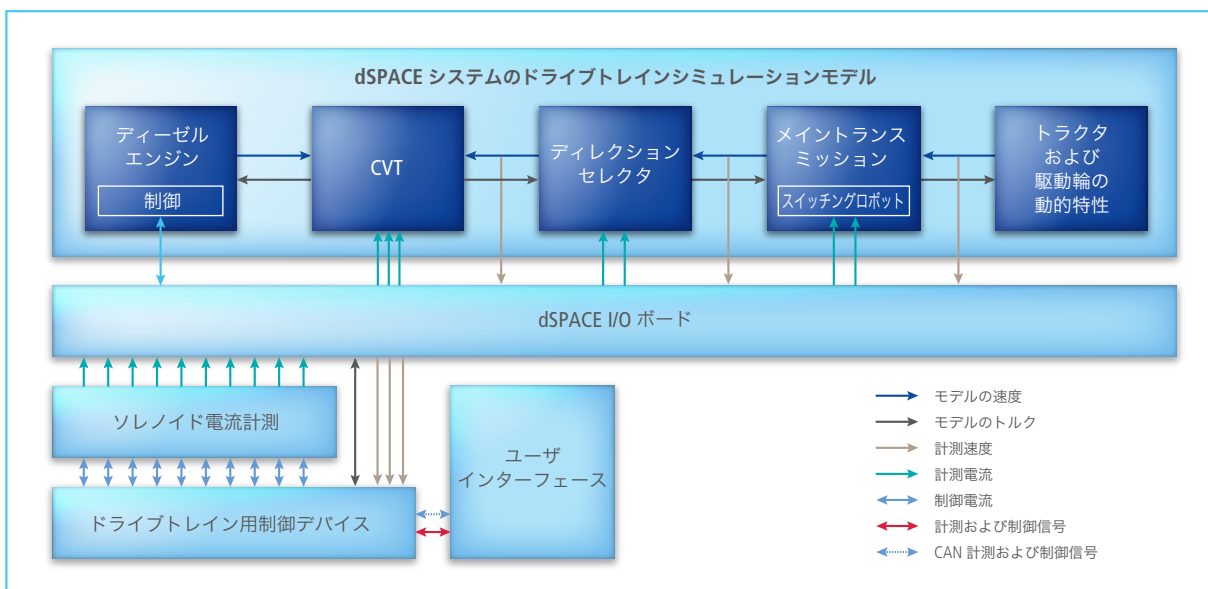 dSPACE システムのドライブトレインシミュレーションモデル
ディーゼル
エンジン
制御
CVT
ディレクション
セレクタ
メイントランス
ミッション
スイッチングロボット
トラクタ
および
駆動輪の
動的特性
dSPACE I/O ボード
ソレノイド電流計測
ドライブトレイン用制御デバイス
ユーザ
インターフェース
モデルの速度
モデルのトルク
計測速度
計測電流
制御電流
計測および制御信号
CAN 計測および制御信号